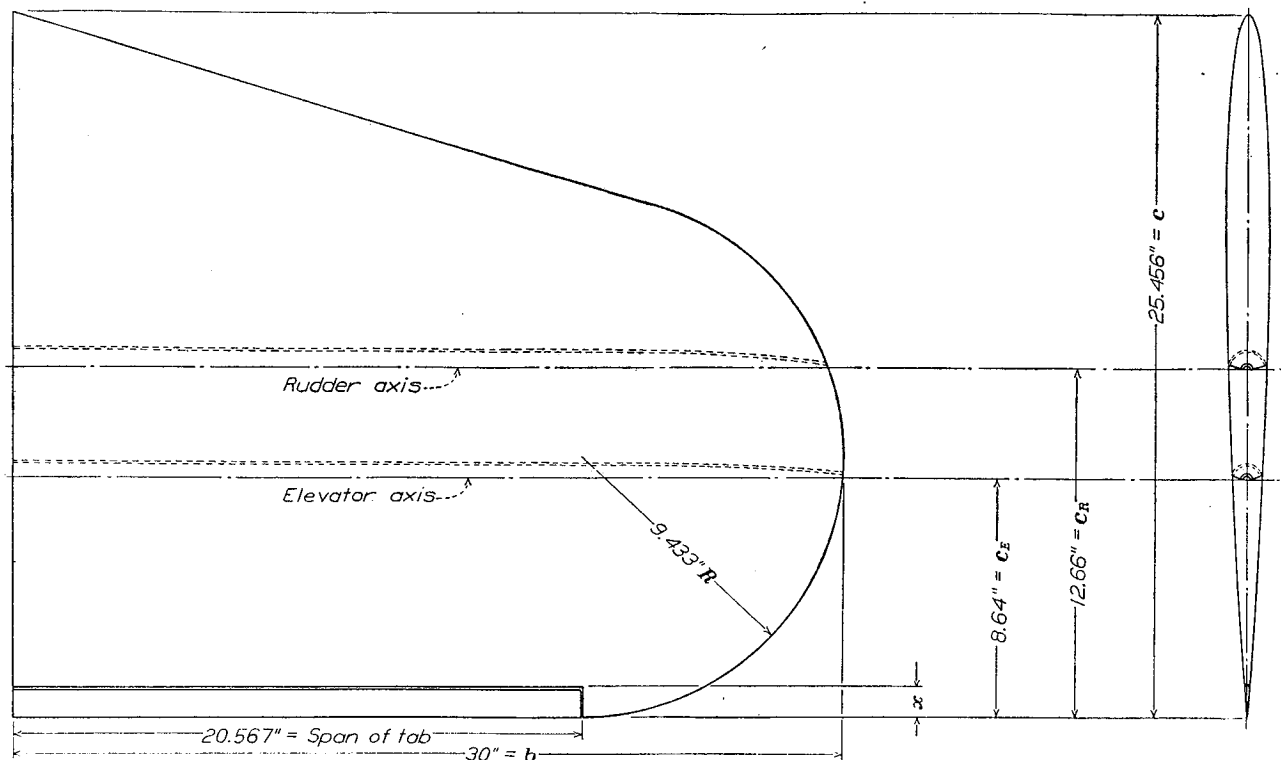 25.456" = c
Rudder axis
Elevator axis
9.433" R
8.64" = cE
12.66" = cR
x
20.567" = Span of tab
30" = b